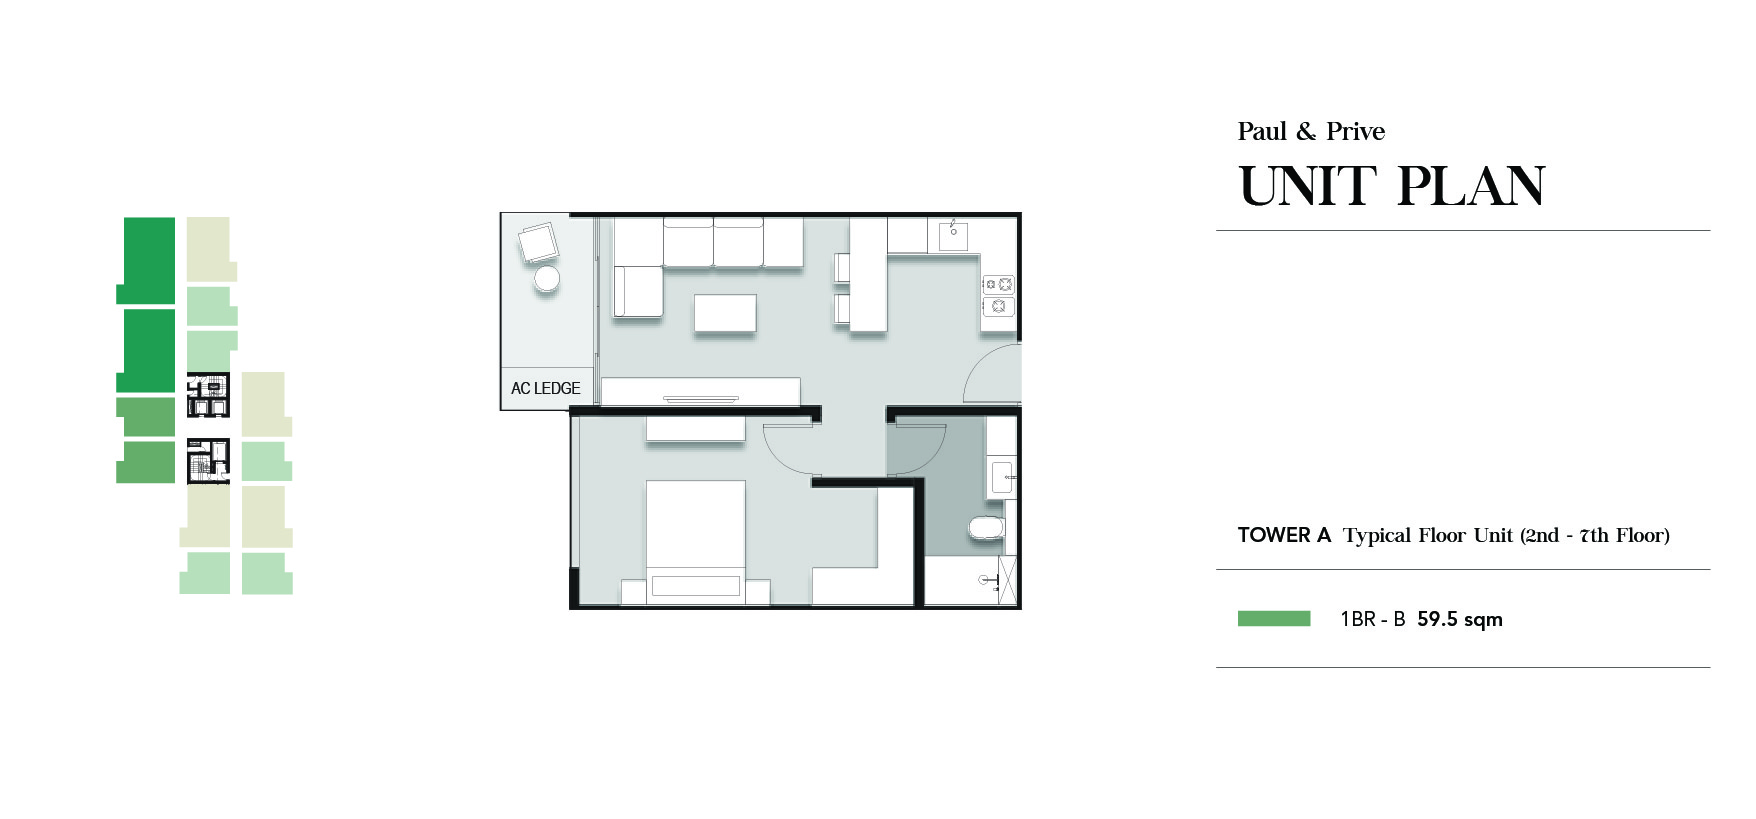 Paul & Prive
UNIT PLAN
AC LEDGE
TOWER A Typical Floor Unit (2nd - 7th Floor)
1BR - B 59.5 sqm